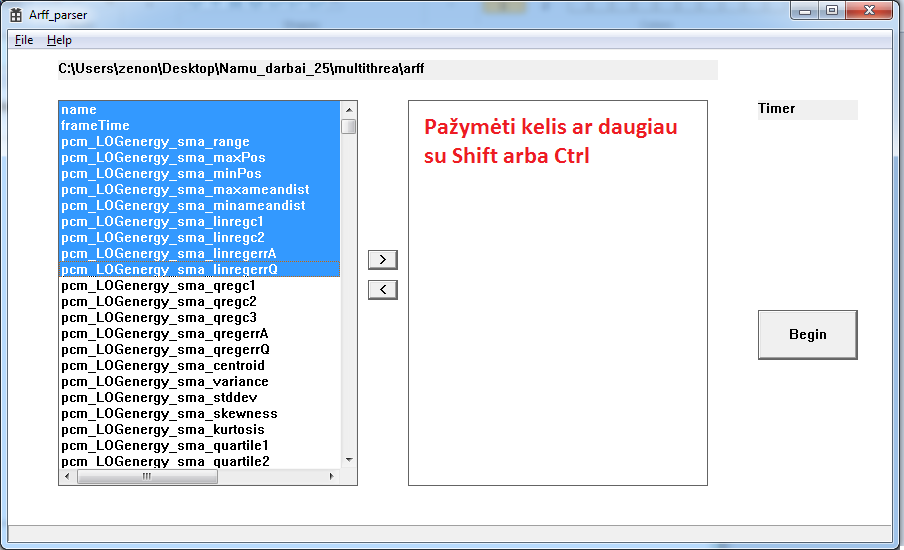 Arff_parser
File Help
C:\Users\zenon\Desktop\Namu_darbai_25\multithrea\arff
name
frameTime
pcm_LOGenergy_sma_range
pcm_LOGenergy_sma_maxPos
pcm_LOGenergy_sma_minPos
pcm_LOGenergy_sma_maxameandist
pcm_LOGenergy_sma_minameandist
pcm_LOGenergy_sma_linregc1
pcm_LOGenergy_sma_linregc2
pcm_LOGenergy_sma_linregerrA
pcm_LOGenergy_sma_linregerrQ
pcm_LOGenergy_sma_qregc1
pcm_LOGenergy_sma_qregc2
pcm_LOGenergy_sma_qregc3
pcm_LOGenergy_sma_qregerrA
pcm_LOGenergy_sma_qregerrQ
pcm_LOGenergy_sma_centroid
pcm_LOGenergy_sma_variance
pcm_LOGenergy_sma_stddev
pcm_LOGenergy_sma_skewness
pcm_LOGenergy_sma_kurtosis
pcm_LOGenergy_sma_quartile1
pcm_LOGenergy_sma_quartile2
>
<
Pažymėti kelis ar daugiau
su Shift arba Ctrl
Timer
Begin